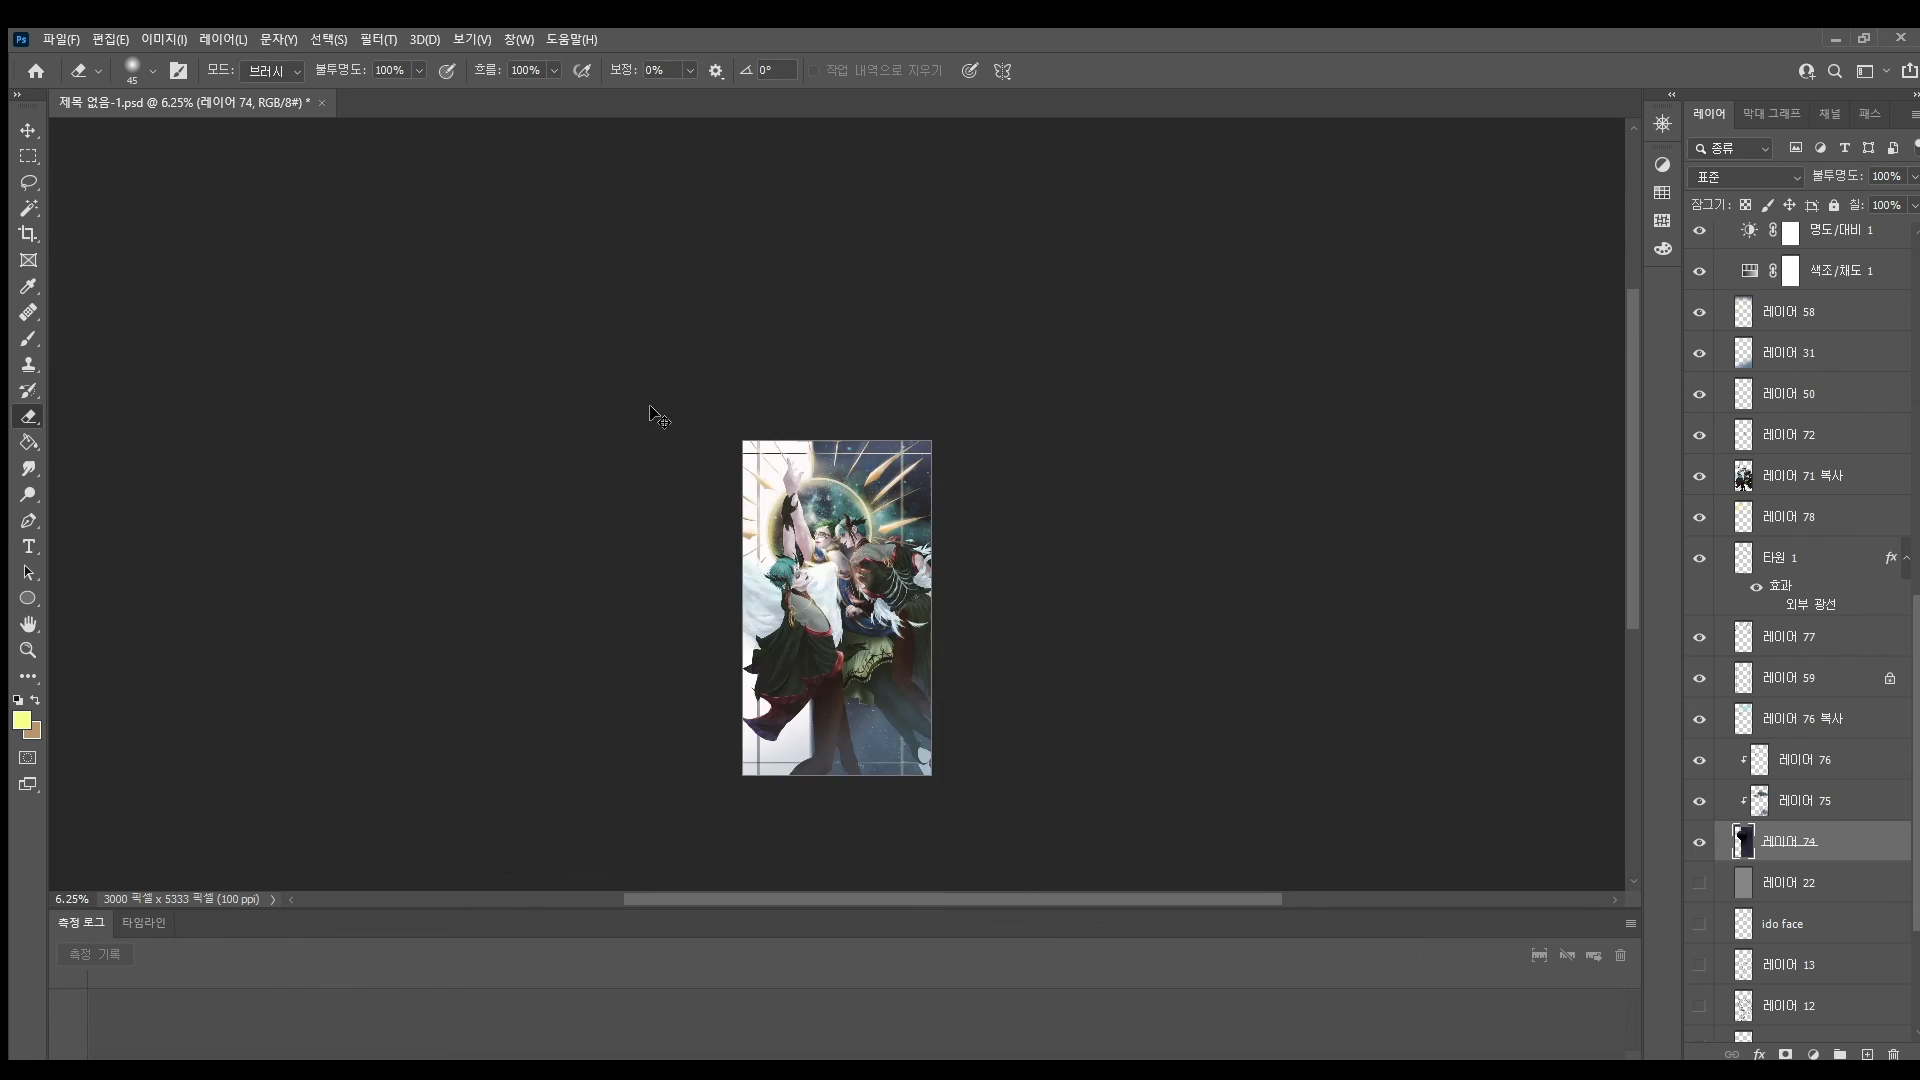 Ps 파일(F) 편집(E) 이미지(I) 레이어(L) 문자(Y) 선택(S) 필터(T) 3D(D) 보기(V) 창(W) 도움말(H)
45 모드: 브러시 불투명도: 100% 흐름: 100% 보정: 0% 0° 작업 내역으로 지우기
제목 없음-1.psd @ 6.25% (레이어 74, RGB/8#) * ×
레이어 막대 그래프 채널 패스
종류
표준 불투명도: 100%
잠그기: 칠: 100%
명도/대비 1
색조/채도 1
레이어 58
레이어 31
레이어 50
레이어 72
레이어 71 복사
레이어 78
타원 1 fx
효과
외부 광선
레이어 77
레이어 59
레이어 76 복사
레이어 76
레이어 75
레이어 74
레이어 22
ido face
레이어 13
레이어 12
fx
6.25% 3000 픽셀 x 5333 픽셀 (100 ppi)
측정 로그 타임라인
측정 기록